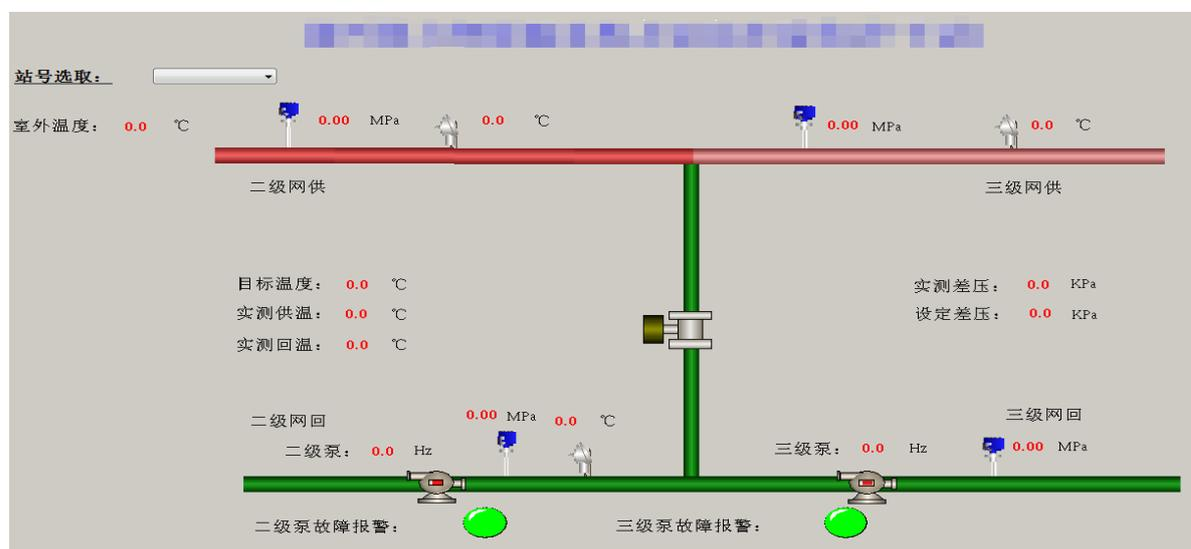 站号选取：
室外温度： 0.0 ℃
0.00 MPa 0.0 ℃
0.00 MPa 0.0 ℃
二级网供
三级网供
目标温度： 0.0 ℃
实测供温： 0.0 ℃
实测回温： 0.0 ℃
实测差压： 0.0 KPa
设定差压： 0.0 KPa
二级网回
0.00 MPa 0.0 ℃
二级泵： 0.0 Hz
三级网回
三级泵： 0.0 Hz
0.00 MPa
二级泵故障报警：
三级泵故障报警：